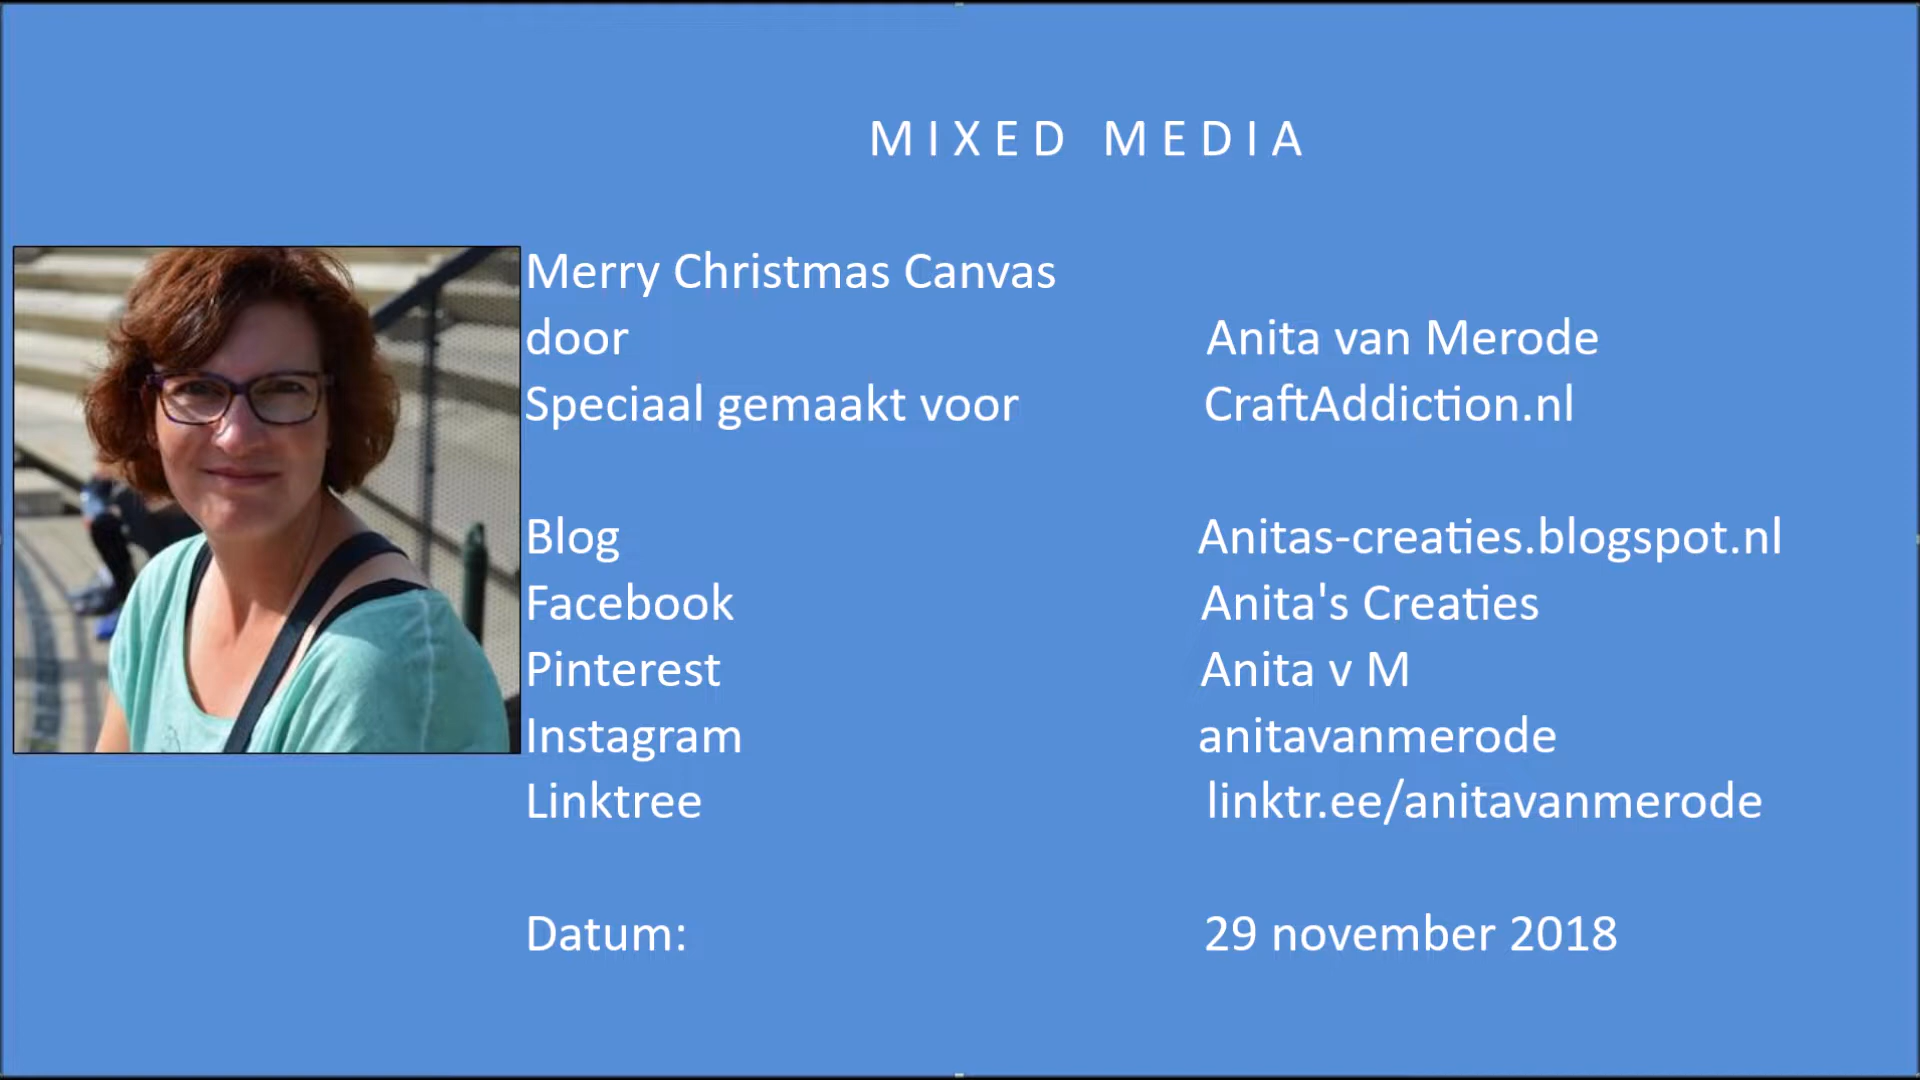 MIXED MEDIA
Merry Christmas Canvas
door Anita van Merode
Speciaal gemaakt voor CraftAddiction.nl
Blog Anitas-creaties.blogspot.nl
Facebook Anita's Creaties
Pinterest Anita v M
Instagram anitavanmerode
Linktree linktr.ee/anitavanmerode
Datum: 29 november 2018